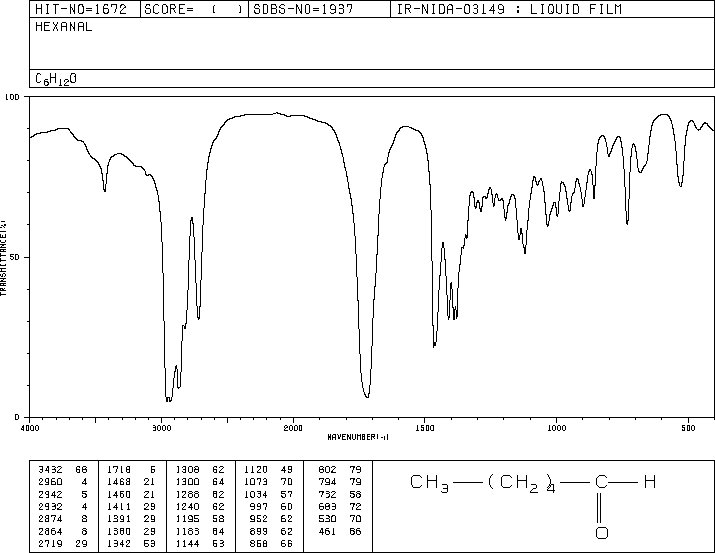 HIT-NO=1672 SCORE= ( ) SDBS-NO=1937 IR-NIDA-03149 : LIQUID FILM
HEXANAL
C6H12O
100
50
0
TRANSMITTANCE(%)
4000 3000 2000 1500 1000 500
WAVENUMBER(-1)
3432 66 1718 6 1308 62 1120 49 802 79
2960 4 1468 21 1300 64 1073 70 794 79
2942 5 1460 21 1288 62 1034 57 732 58
2932 4 1411 29 1240 62 997 60 689 72
2874 8 1391 29 1195 58 952 62 530 70
2864 8 1380 29 1183 64 899 62 461 86
2719 29 1342 53 1144 53 858 66
CH3—(CH2)4—C—H
O